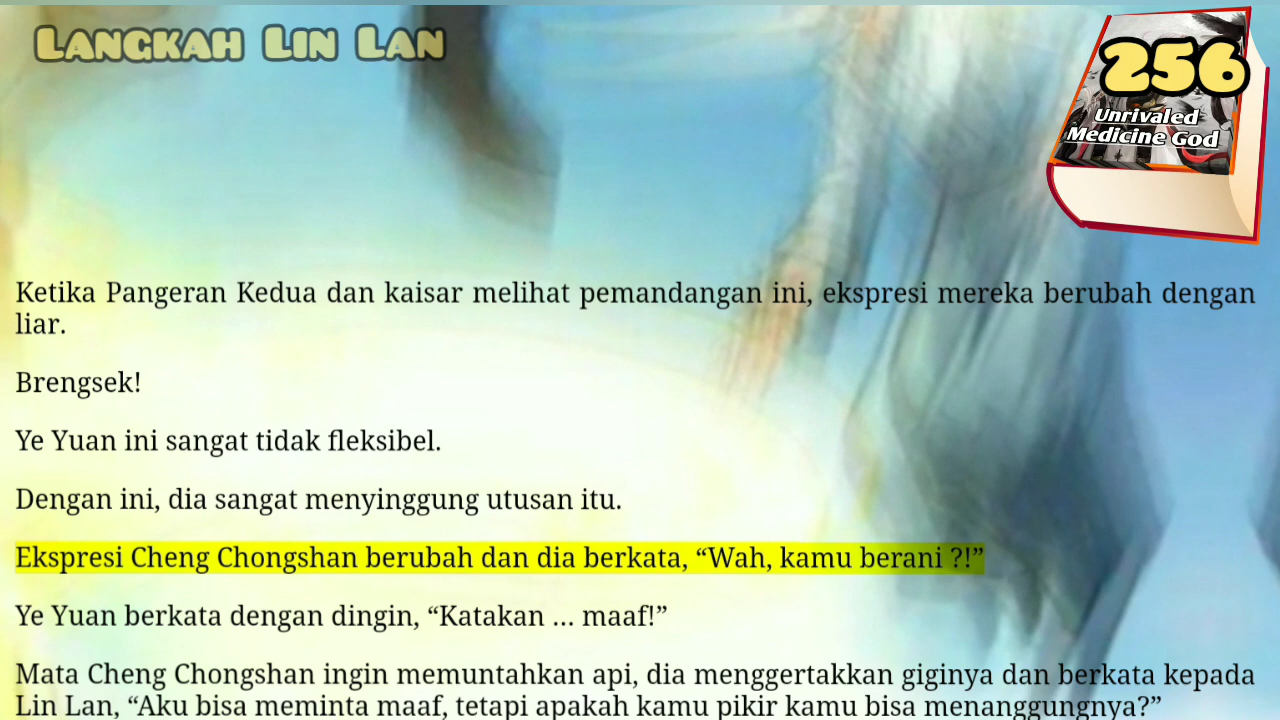 Langkah Lin Lan
256
Unrivaled
Medicine God
Ketika Pangeran Kedua dan kaisar melihat pemandangan ini, ekspresi mereka berubah dengan
liar.
Brengsek!
Ye Yuan ini sangat tidak fleksibel.
Dengan ini, dia sangat menyinggung utusan itu.
Ekspresi Cheng Chongshan berubah dan dia berkata, “Wah, kamu berani ?!”
Ye Yuan berkata dengan dingin, “Katakan ... maaf!”
Mata Cheng Chongshan ingin memuntahkan api, dia menggertakkan giginya dan berkata kepada
Lin Lan, “Aku bisa meminta maaf, tetapi apakah kamu pikir kamu bisa menanggungnya?”